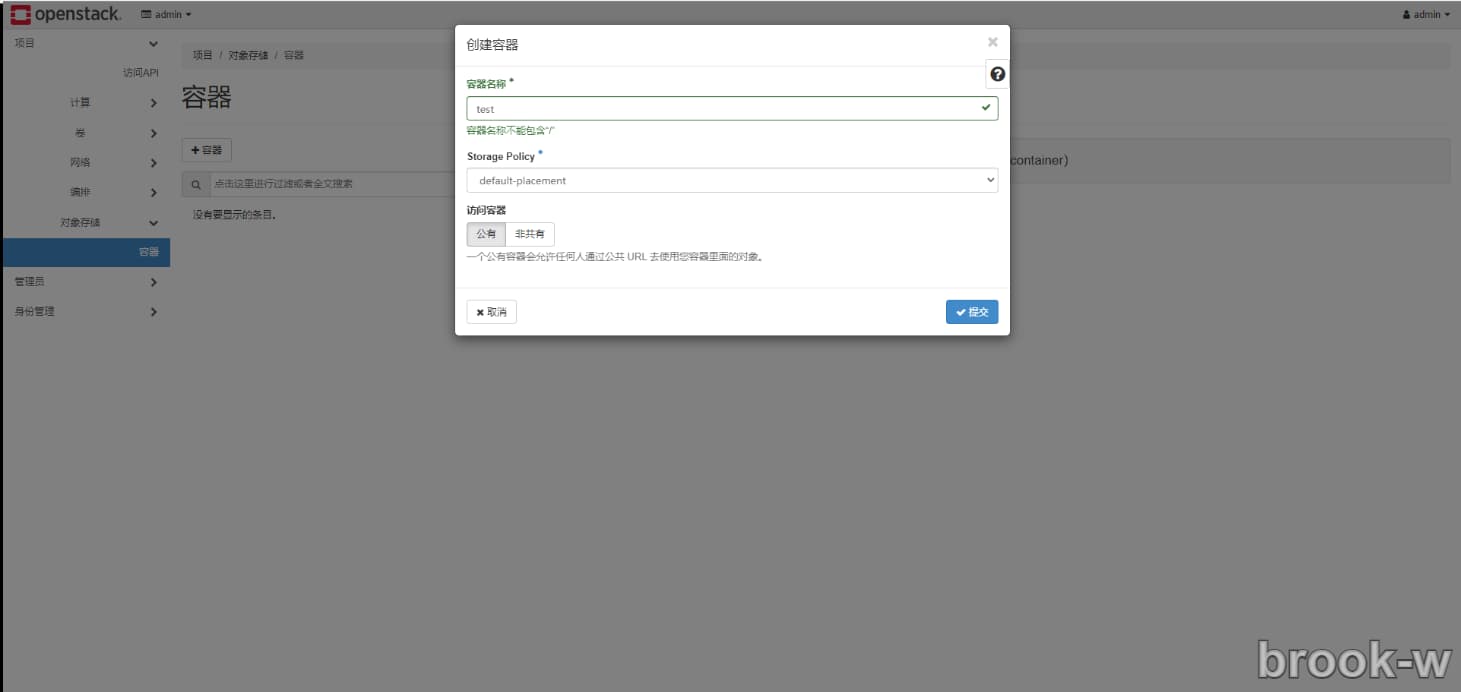 openstack. admin admin
项目
访问API
计算
卷
网络
编排
对象存储
容器
管理员
身份管理
项目 / 对象存储 / 容器
容器
容器
点击这里进行过滤或者全文搜索
没有要显示的条目。
container)
创建容器
容器名称 *
test
容器名称不能包含"/"
Storage Policy *
default-placement
访问容器
公有 非共有
一个公有容器会允许任何人通过公共 URL 去使用您容器里面的对象。
取消 提交
brook-w